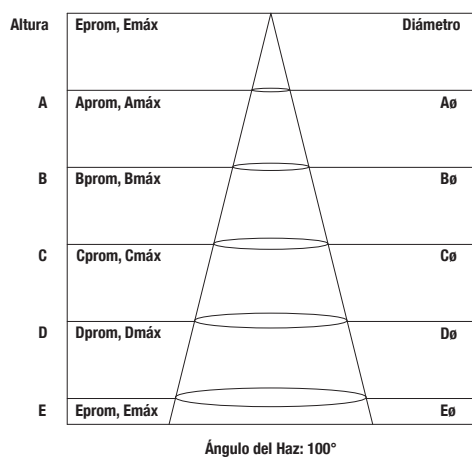 Altura Eprom, Emáx Diámetro
A Aprom, Amáx Aø
B Bprom, Bmáx Bø
C Cprom, Cmáx Cø
D Dprom, Dmáx Dø
E Eprom, Emáx Eø
Ángulo del Haz: 100°